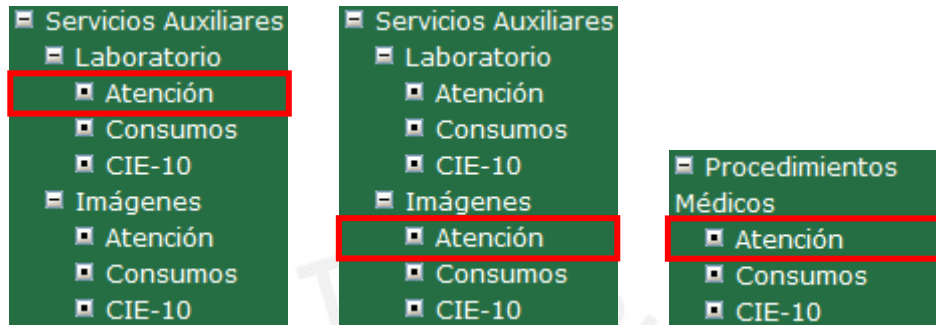 Servicios Auxiliares
Laboratorio
Atención
Consumos
CIE-10
Imágenes
Atención
Consumos
CIE-10
Servicios Auxiliares
Laboratorio
Atención
Consumos
CIE-10
Imágenes
Atención
Consumos
CIE-10
Procedimientos
Médicos
Atención
Consumos
CIE-10